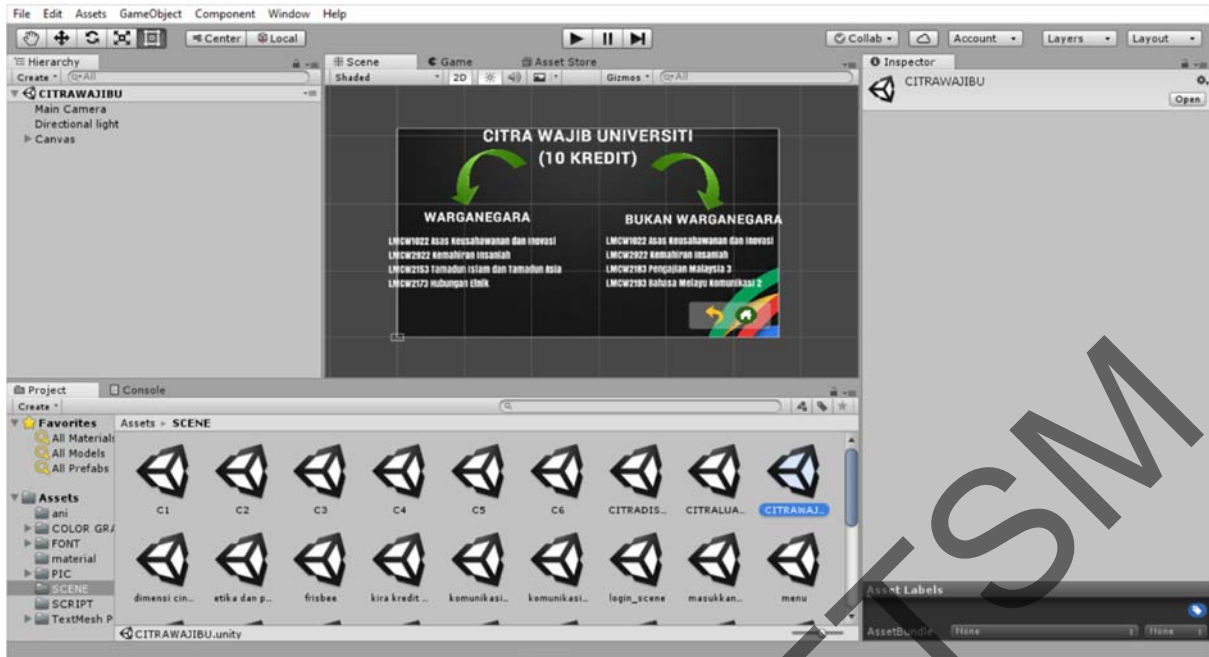 File Edit Assets GameObject Component Window Help
Center Local
Collab Account Layers Layout
Hierarchy
Create All
CITRAWAJIBU
Main Camera
Directional light
Canvas
Scene Game Asset Store
Shaded 2D Gizmos All
CITRA WAJIB UNIVERSITI
(10 KREDIT)
WARGANEGARA
LMCW1022 Asas Keusahawanan dan Inovasi
LMCW2922 Kemahiran Insaniah
LMCW2153 Tamadun Islam dan Tamadun Asia
LMCW2173 Hubungan Etnik
BUKAN WARGANEGARA
LMCW1022 Asas Keusahawanan dan Inovasi
LMCW2922 Kemahiran Insaniah
LMCW2183 Pengajian Malaysia 3
LMCW2193 Bahasa Melayu Komunikasi 2
Inspector
CITRAWAJIBU
Open
Project Console
Create
Favorites
All Materials
All Models
All Prefabs
Assets
ani
COLOR GRA
FONT
material
PIC
SCENE
SCRIPT
TextMesh P
Assets SCENE
C1 C2 C3 C4 C5 C6 CITRADIS... CITRALUA... CITRAWAJ...
dimensi cin... etika dan p... frisbee kira kredit ... komunikasi... komunikasi... login_scene masukkan... menu
CITRAWAJIBU.unity
Asset Labels
AssetBundle None None
FTSM